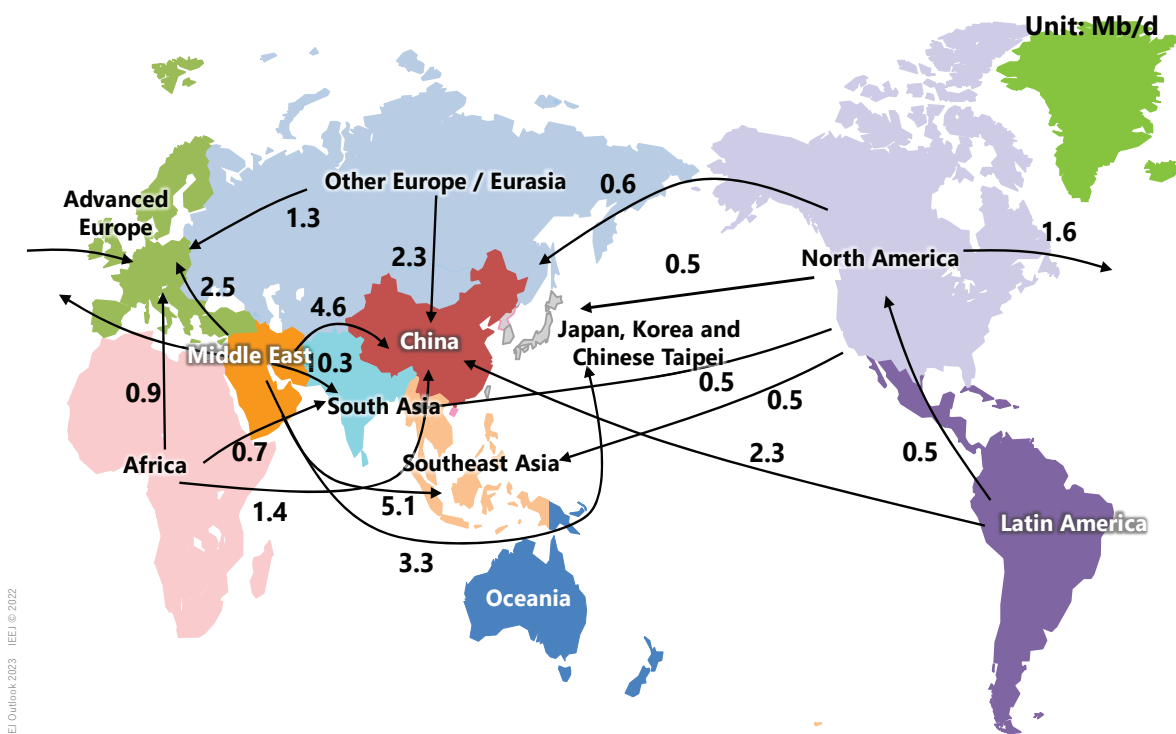 Unit: Mb/d
Other Europe / Eurasia
0.6
Advanced
Europe
1.3
1.6
2.3
North America
0.5
2.5
4.6
Japan, Korea and
Chinese Taipei
China
Middle East
10.3
0.5
0.9
South Asia
0.5
0.7
Africa
Southeast Asia
2.3
0.5
1.4
5.1
Latin America
3.3
Oceania
EJ Outlook 2023 IEEJ © 2022